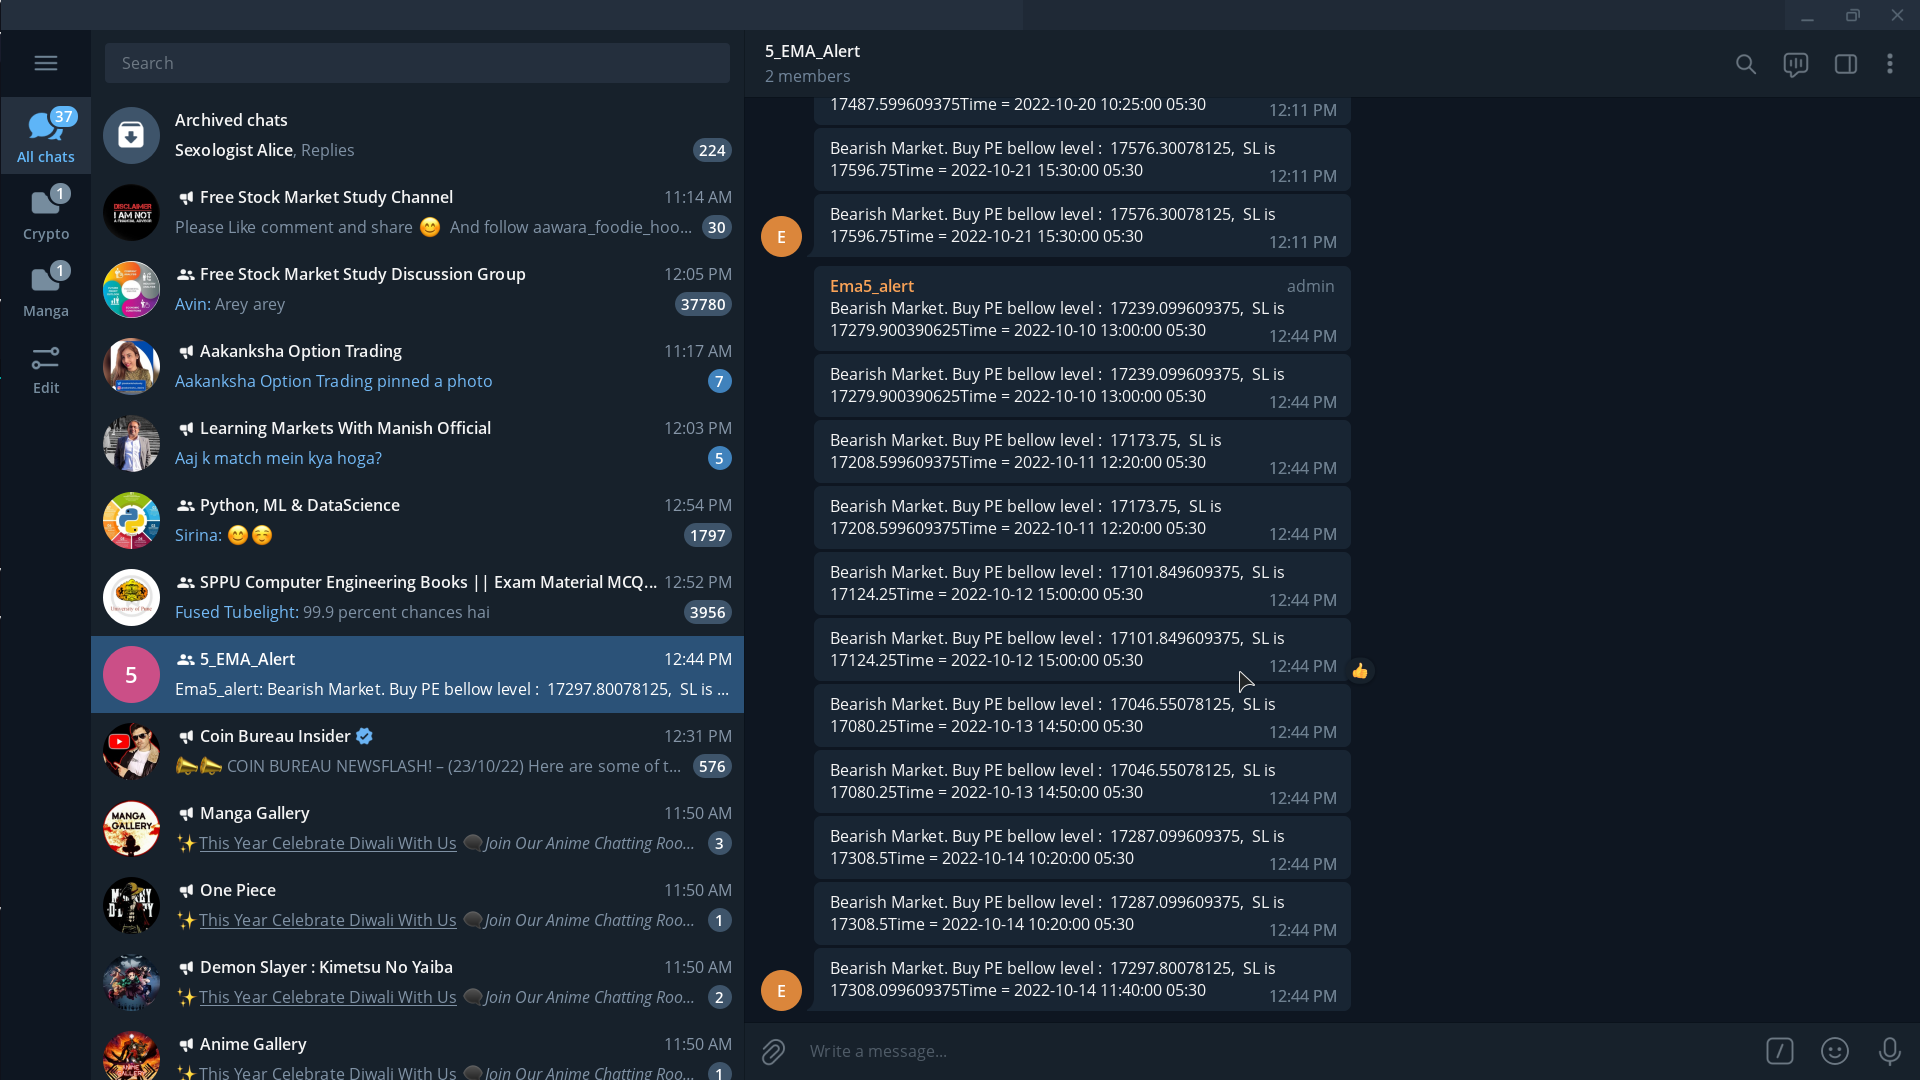 Search
37
All chats
1
Crypto
1
Manga
Edit
Archived chats
Sexologist Alice, Replies
224
DISCLAIMER
I AM NOT
Free Stock Market Study Channel
11:14 AM
Please Like comment and share 😊 And follow aawara_foodie_hoo...
30
Free Stock Market Study Discussion Group
12:05 PM
Avin: Arey arey
37780
Aakanksha Option Trading
11:17 AM
Aakanksha Option Trading pinned a photo
7
Learning Markets With Manish Official
12:03 PM
Aaj k match mein kya hoga?
5
Python, ML & DataScience
12:54 PM
Sirina: 😊☺️
1797
SPPU Computer Engineering Books || Exam Material MCQ...
12:52 PM
Fused Tubelight: 99.9 percent chances hai
3956
5
5_EMA_Alert
12:44 PM
Ema5_alert: Bearish Market. Buy PE bellow level : 17297.80078125, SL is ...
Coin Bureau Insider
12:31 PM
📣📣 COIN BUREAU NEWSFLASH! – (23/10/22) Here are some of t...
576
MANGA
GALLERY
Manga Gallery
11:50 AM
✨This Year Celebrate Diwali With Us 🗨Join Our Anime Chatting Roo...
3
One Piece
11:50 AM
✨This Year Celebrate Diwali With Us 🗨Join Our Anime Chatting Roo...
1
Demon Slayer : Kimetsu No Yaiba
11:50 AM
✨This Year Celebrate Diwali With Us 🗨Join Our Anime Chatting Roo...
2
Anime Gallery
11:50 AM
✨This Year Celebrate Diwali With Us 🗨Join Our Anime Chatting Roo...
1
5_EMA_Alert
2 members
17487.599609375Time = 2022-10-20 10:25:00 05:30
12:11 PM
Bearish Market. Buy PE bellow level : 17576.30078125, SL is
17596.75Time = 2022-10-21 15:30:00 05:30
12:11 PM
Bearish Market. Buy PE bellow level : 17576.30078125, SL is
17596.75Time = 2022-10-21 15:30:00 05:30
12:11 PM
E
Ema5_alert
admin
Bearish Market. Buy PE bellow level : 17239.099609375, SL is
17279.900390625Time = 2022-10-10 13:00:00 05:30
12:44 PM
Bearish Market. Buy PE bellow level : 17239.099609375, SL is
17279.900390625Time = 2022-10-10 13:00:00 05:30
12:44 PM
Bearish Market. Buy PE bellow level : 17173.75, SL is
17208.599609375Time = 2022-10-11 12:20:00 05:30
12:44 PM
Bearish Market. Buy PE bellow level : 17173.75, SL is
17208.599609375Time = 2022-10-11 12:20:00 05:30
12:44 PM
Bearish Market. Buy PE bellow level : 17101.849609375, SL is
17124.25Time = 2022-10-12 15:00:00 05:30
12:44 PM
Bearish Market. Buy PE bellow level : 17101.849609375, SL is
17124.25Time = 2022-10-12 15:00:00 05:30
12:44 PM
👍
Bearish Market. Buy PE bellow level : 17046.55078125, SL is
17080.25Time = 2022-10-13 14:50:00 05:30
12:44 PM
Bearish Market. Buy PE bellow level : 17046.55078125, SL is
17080.25Time = 2022-10-13 14:50:00 05:30
12:44 PM
Bearish Market. Buy PE bellow level : 17287.099609375, SL is
17308.5Time = 2022-10-14 10:20:00 05:30
12:44 PM
Bearish Market. Buy PE bellow level : 17287.099609375, SL is
17308.5Time = 2022-10-14 10:20:00 05:30
12:44 PM
Bearish Market. Buy PE bellow level : 17297.80078125, SL is
17308.099609375Time = 2022-10-14 11:40:00 05:30
12:44 PM
E
Write a message...